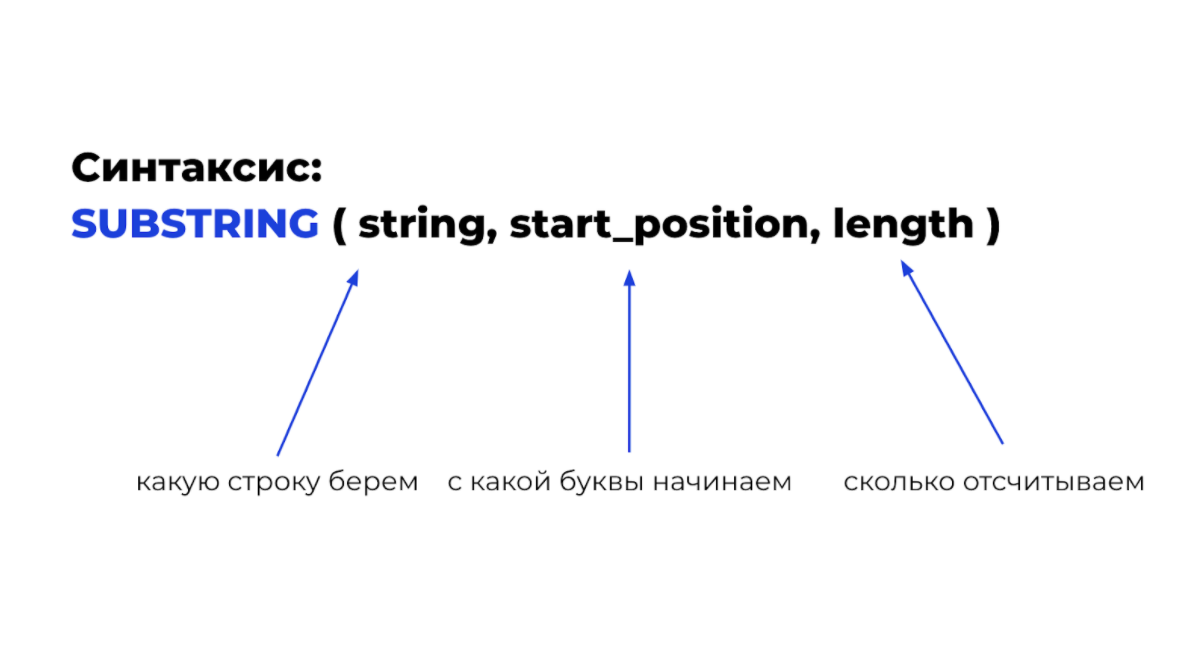 Синтаксис:
SUBSTRING ( string, start_position, length )
какую строку берем с какой буквы начинаем сколько отсчитываем